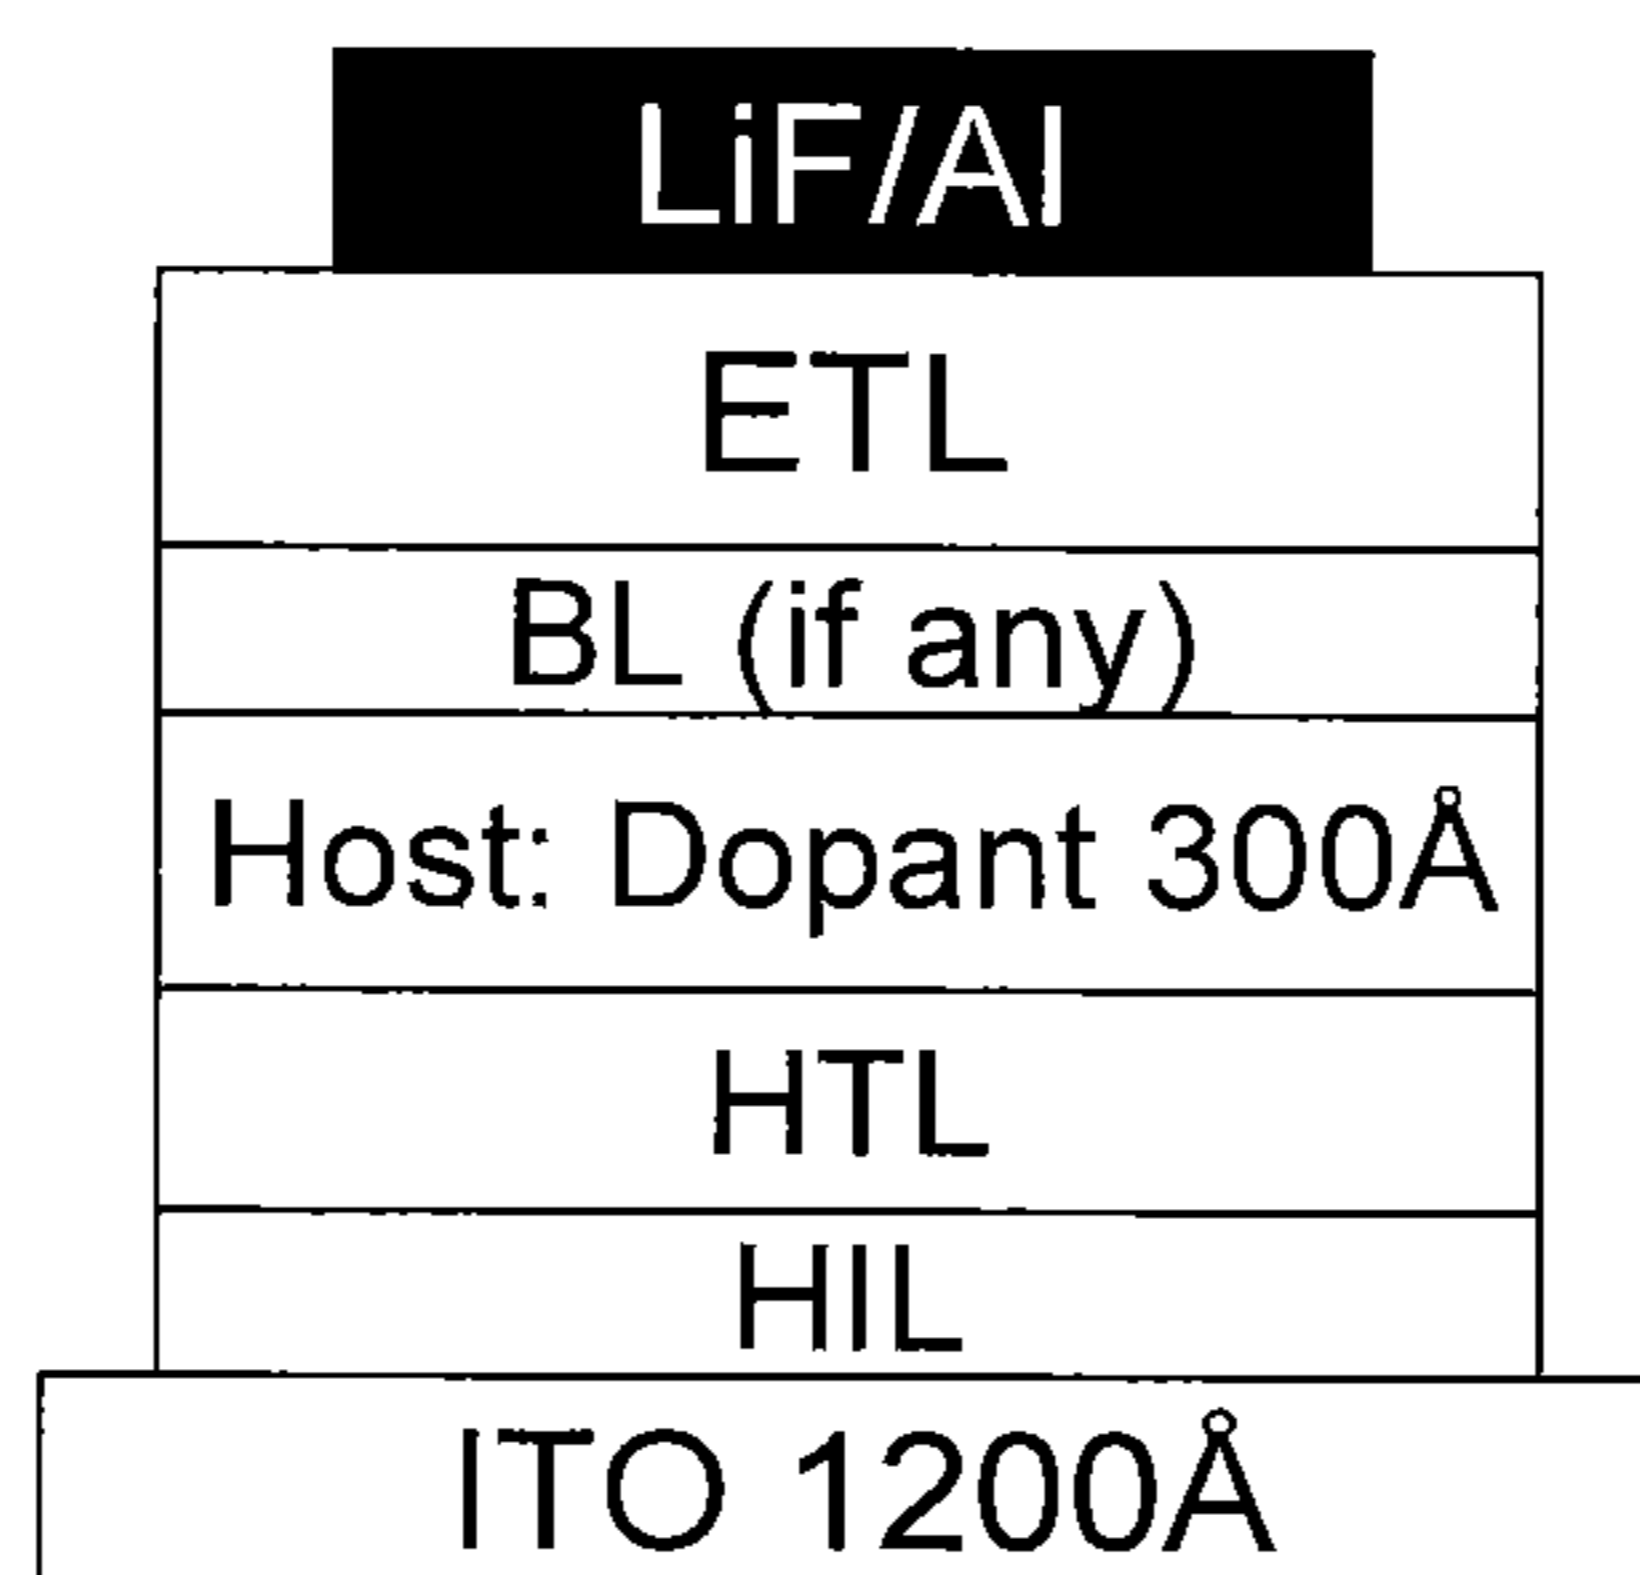 LiF/Al
ETL
BL (if any)
Host: Dopant 300Å
HTL
HIL
ITO 1200Å